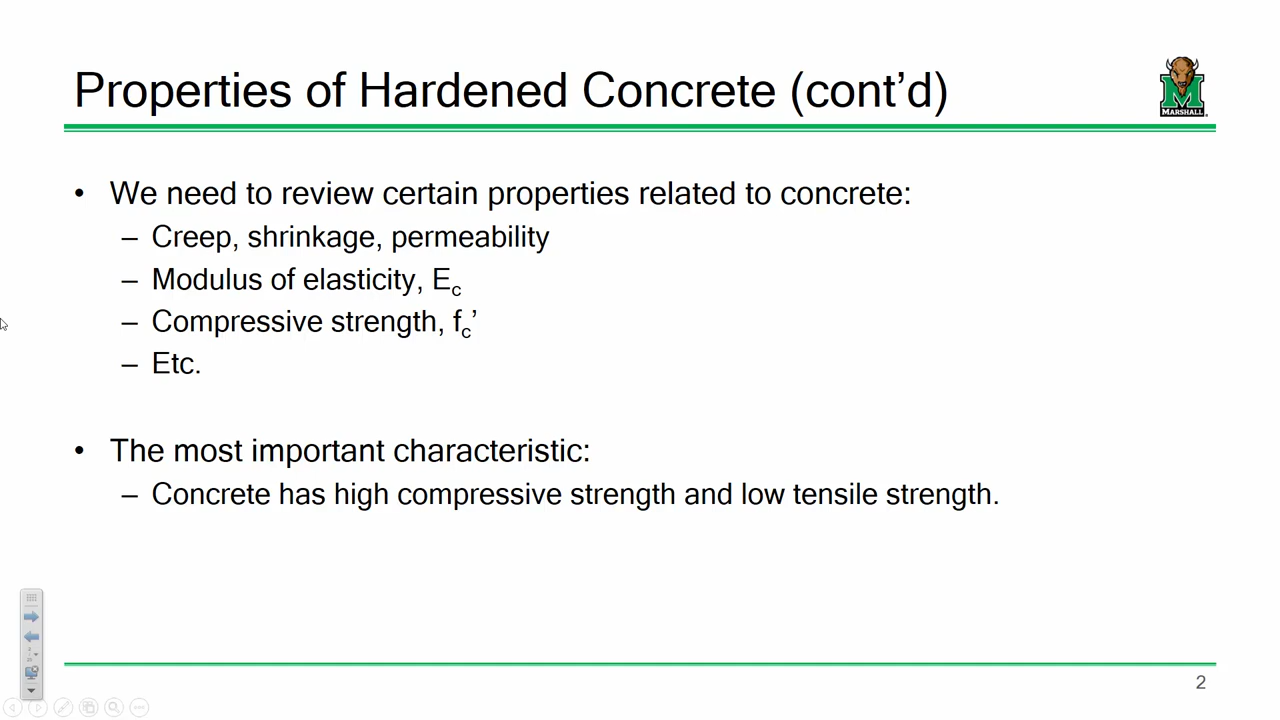 Properties of Hardened Concrete (cont’d)
MARSHALL
• We need to review certain properties related to concrete:
– Creep, shrinkage, permeability
– Modulus of elasticity, Ec
– Compressive strength, fc’
– Etc.
• The most important characteristic:
– Concrete has high compressive strength and low tensile strength.
2